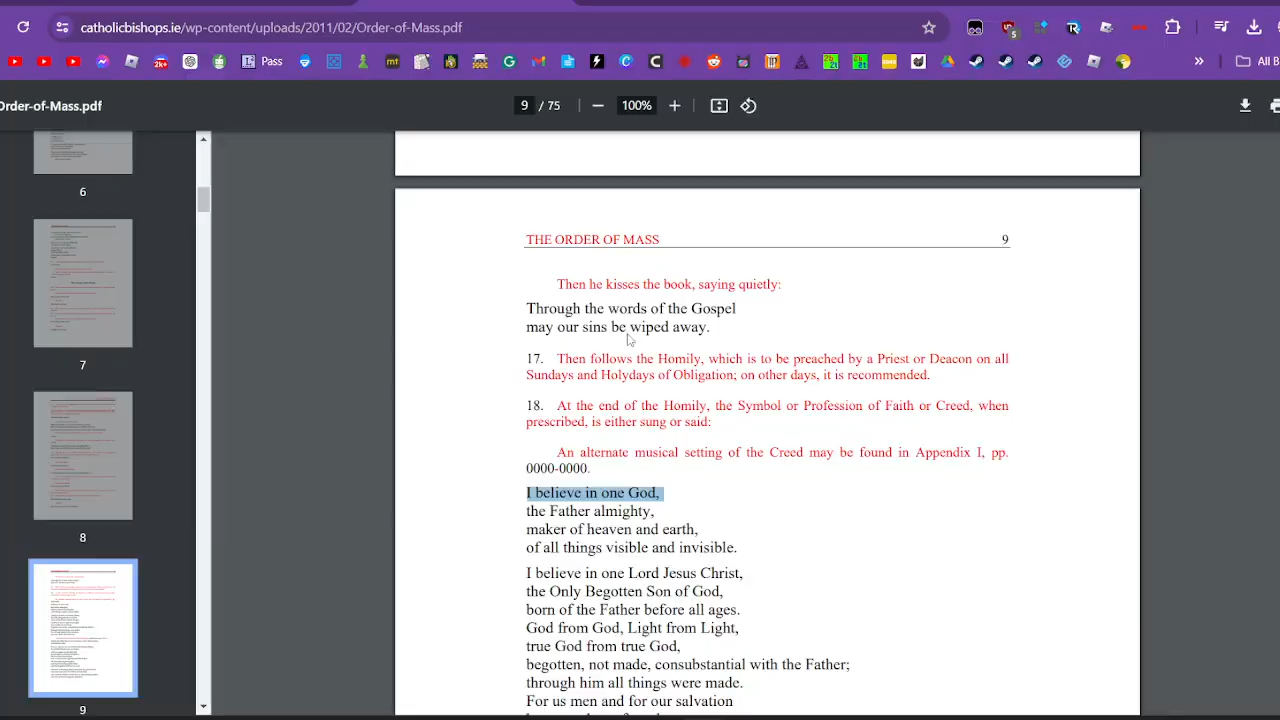 catholicbishops.ie/wp-content/uploads/2011/02/Order-of-Mass.pdf
Pass
All B
Order-of-Mass.pdf
9 / 75
100%
6
7
8
9
THE ORDER OF MASS 9
Then he kisses the book, saying quietly:
Through the words of the Gospel
may our sins be wiped away.
17. Then follows the Homily, which is to be preached by a Priest or Deacon on all
Sundays and Holydays of Obligation; on other days, it is recommended.
18. At the end of the Homily, the Symbol or Profession of Faith or Creed, when
prescribed, is either sung or said:
An alternate musical setting of the Creed may be found in Appendix I, pp.
0000-0000.
I believe in one God,
the Father almighty,
maker of heaven and earth,
of all things visible and invisible.
I believe in one Lord Jesus Christ,
the Only Begotten Son of God,
born of the Father before all ages.
God from God, Light from Light,
true God from true God,
begotten, not made, consubstantial with the Father;
through him all things were made.
For us men and for our salvation